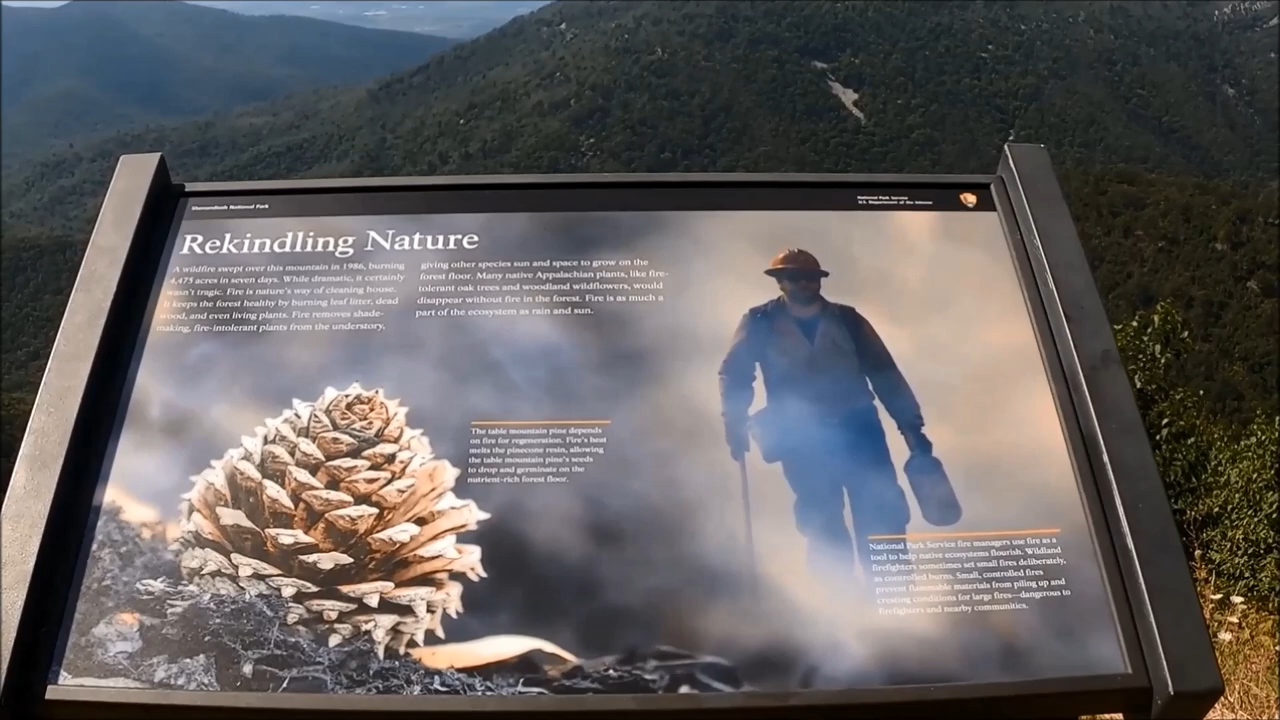 Shenandoah National Park
National Park Service
U.S. Department of the Interior
Rekindling Nature
A wildfire swept over this mountain in 1986, burning
4,475 acres in seven days. While dramatic, it certainly
wasn't tragic. Fire is nature's way of cleaning house.
It keeps the forest healthy by burning leaf litter, dead
wood, and even living plants. Fire removes shade-
making, fire-intolerant plants from the understory,
giving other species sun and space to grow on the
forest floor. Many native Appalachian plants, like fire-
tolerant oak trees and woodland wildflowers, would
disappear without fire in the forest. Fire is as much a
part of the ecosystem as rain and sun.
The table mountain pine depends
on fire for regeneration. Fire's heat
melts the pinecone resin, allowing
the table mountain pine's seeds
to drop and germinate on the
nutrient-rich forest floor.
National Park Service fire managers use fire as a
tool to help native ecosystems flourish. Wildland
firefighters sometimes set small fires deliberately,
as controlled burns. Small, controlled fires
prevent flammable materials from piling up and
creating conditions for large fires—dangerous to
firefighters and nearby communities.